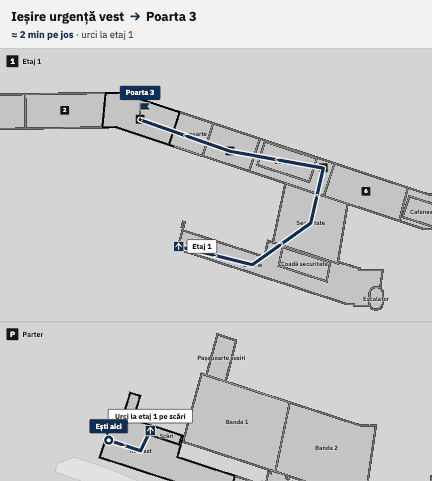 Ieșire urgență vest → Poarta 3
≈ 2 min pe jos · urci la etaj 1
1 Etaj 1
Poarta 3
2
6
Cafenea
Etaj 1
Coadă securitate
Escalator
P Parter
Pașapoarte sosiri
Urci la etaj 1 pe scări
Banda 1
Ești aici
Scări
Banda 2